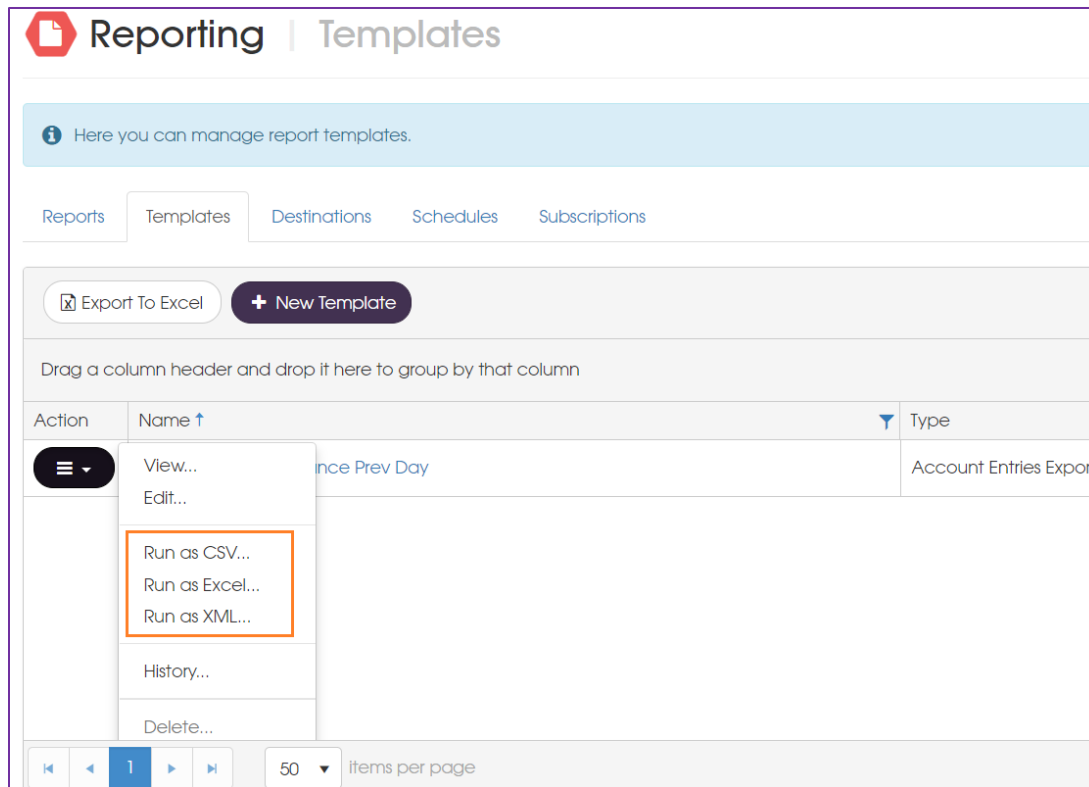 Reporting | Templates
Here you can manage report templates.
Reports Templates Destinations Schedules Subscriptions
Export To Excel + New Template
Drag a column header and drop it here to group by that column
Action Name ↑ Type
View... Prev Day Account Entries
Edit...
Run as CSV...
Run as Excel...
Run as XML...
History...
Delete...
1 50 items per page